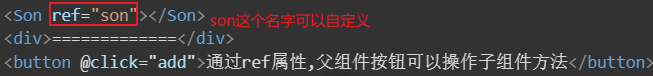 <Son ref="son"></Son> son这个名字可以自定义
<div>=============</div>
<button @click="add">通过ref属性,父组件按钮可以操作子组件方法</button>